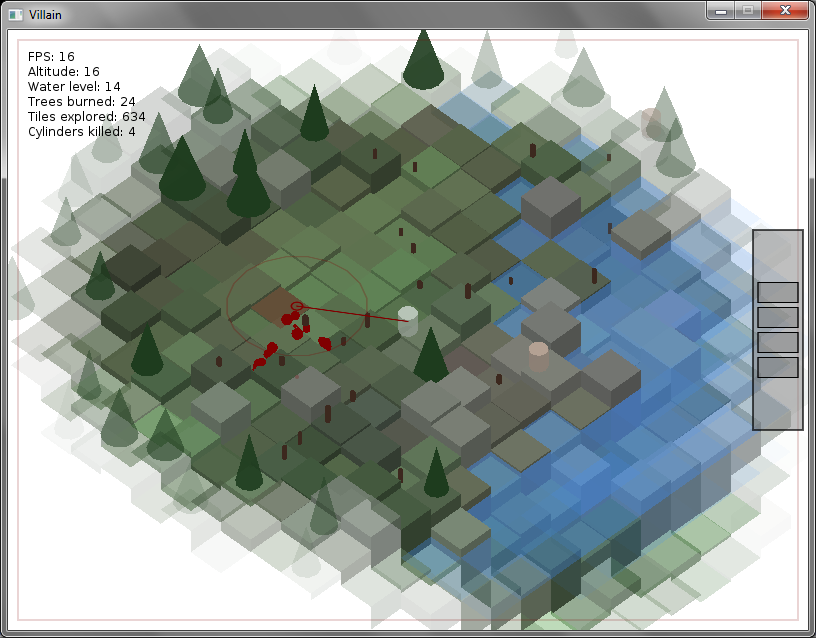 Villain
FPS: 16
Altitude: 16
Water level: 14
Trees burned: 24
Tiles explored: 634
Cylinders killed: 4